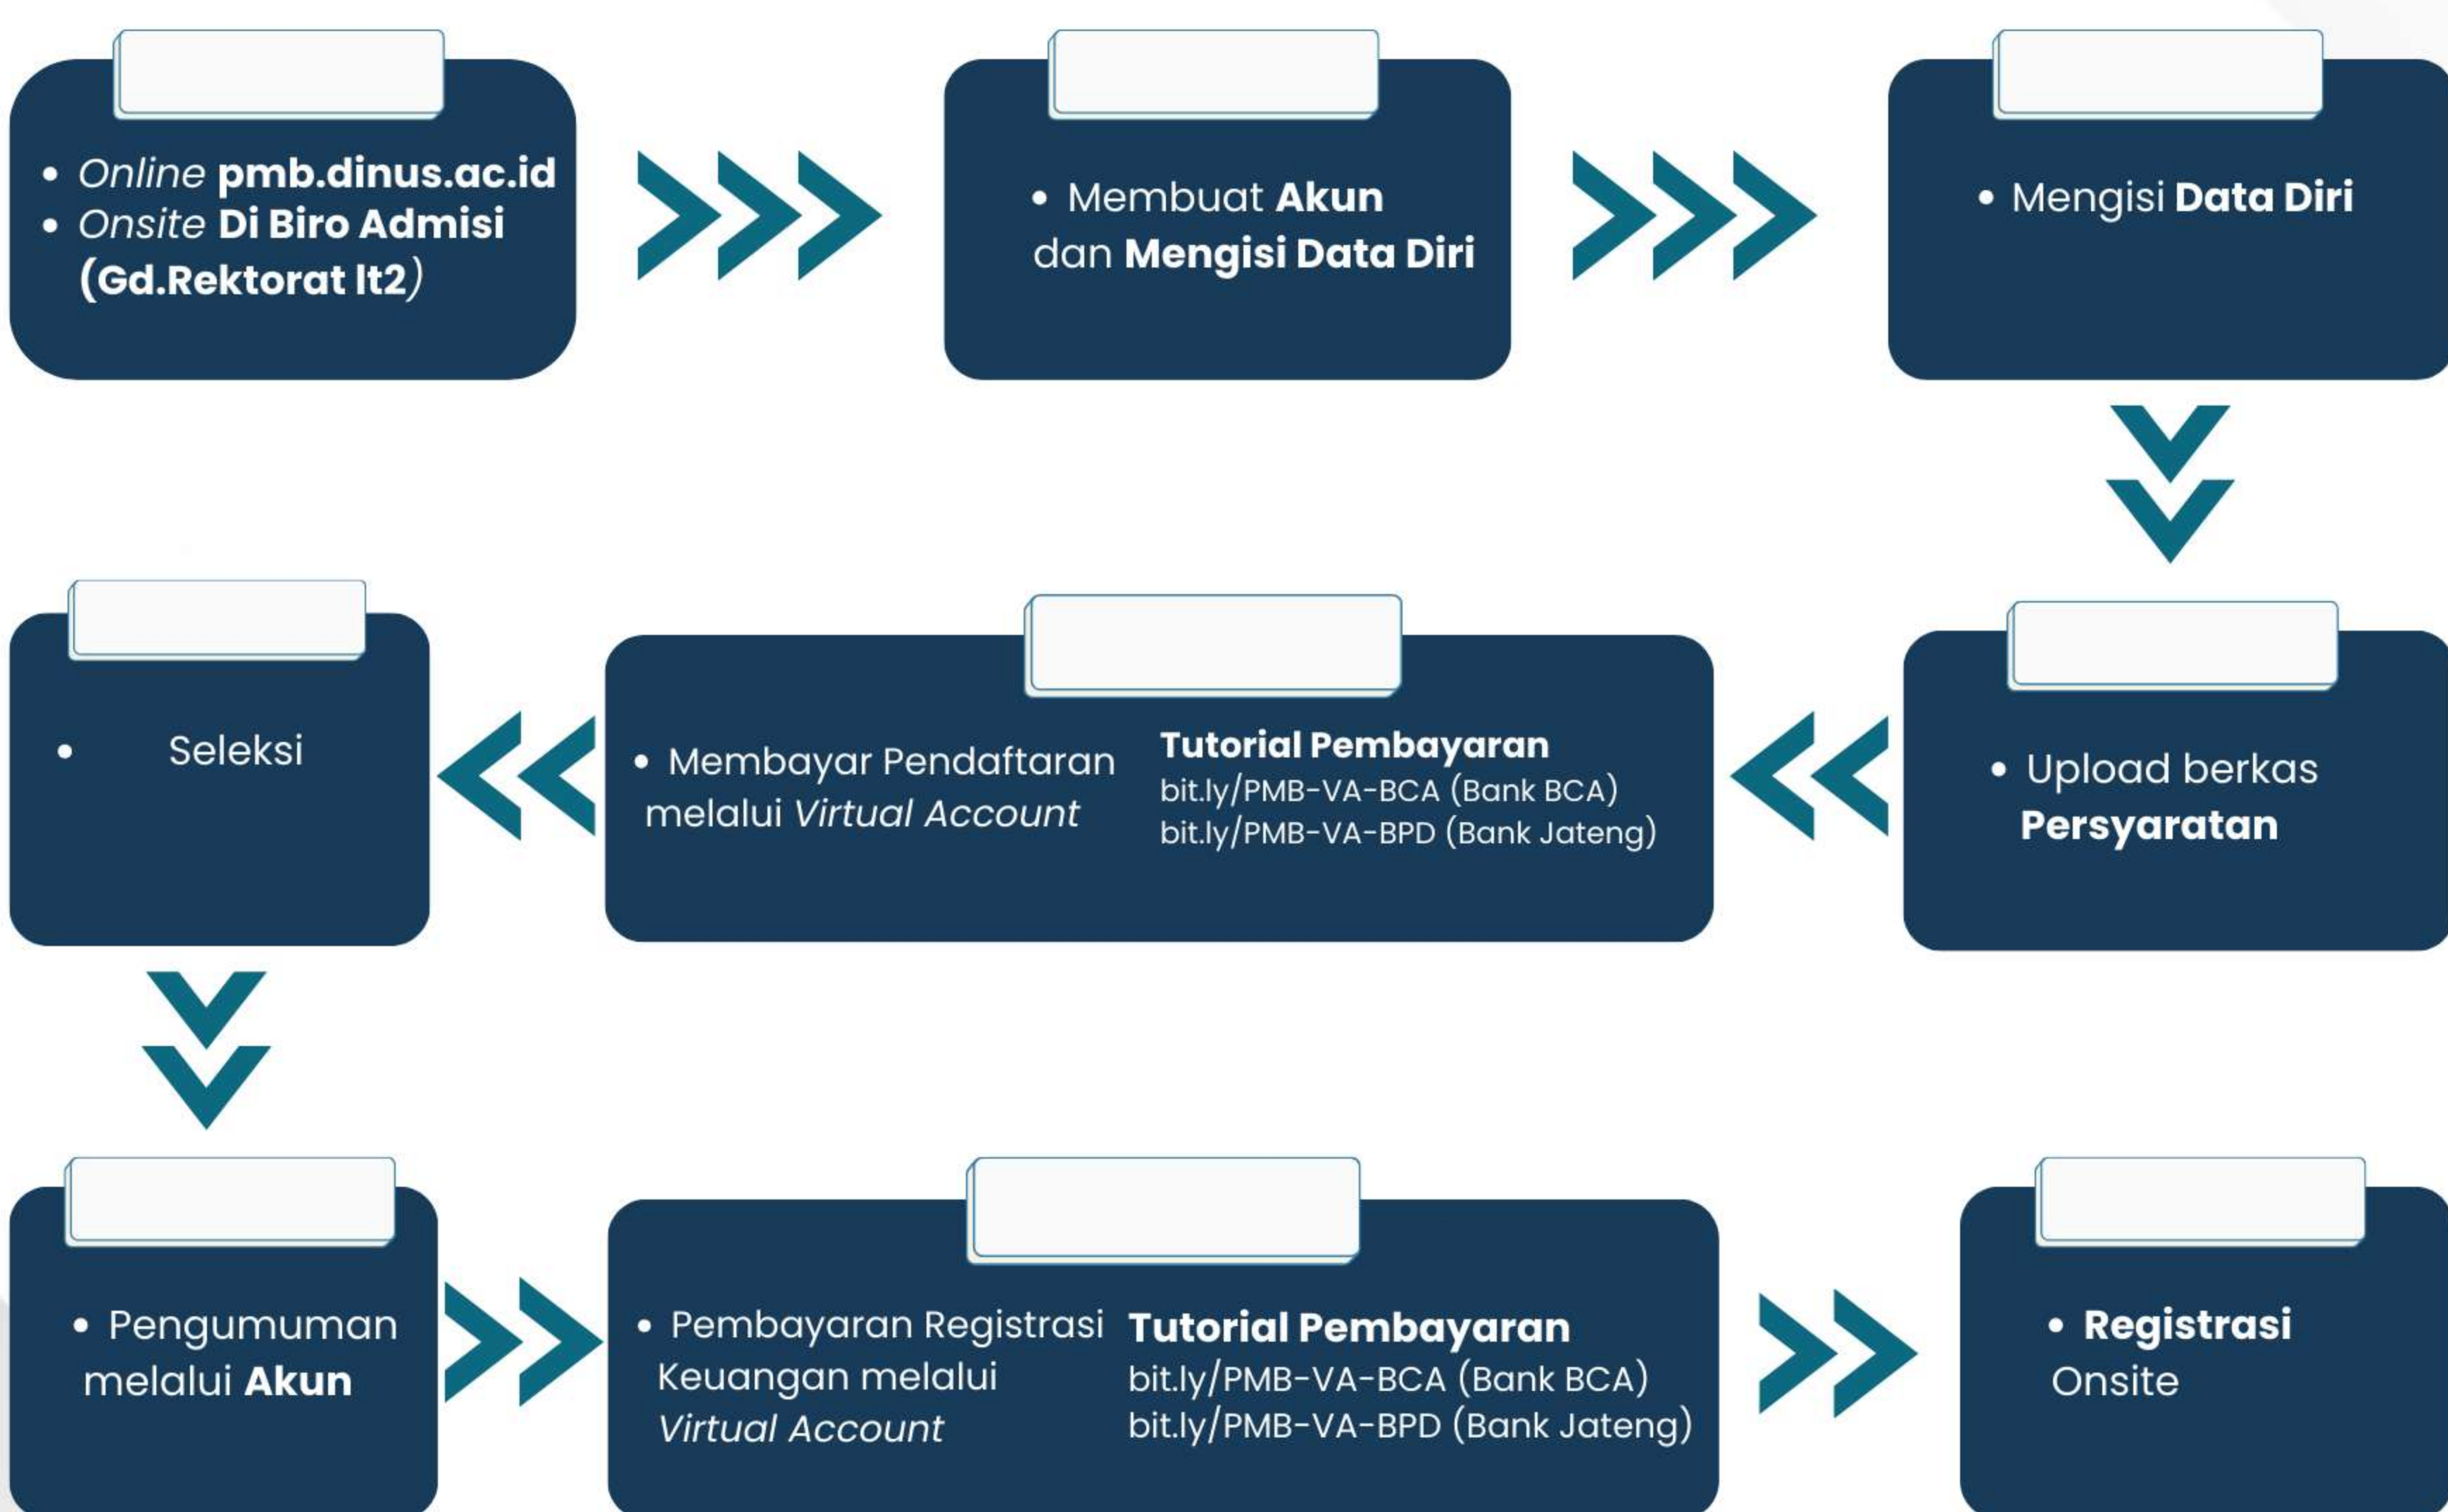 • Online pmb.dinus.ac.id
• Onsite Di Biro Admisi
(Gd.Rektorat lt2)
• Membuat Akun
dan Mengisi Data Diri
• Mengisi Data Diri
• Upload berkas
Persyaratan
• Membayar Pendaftaran
melalui Virtual Account
Tutorial Pembayaran
bit.ly/PMB-VA-BCA (Bank BCA)
bit.ly/PMB-VA-BPD (Bank Jateng)
• Seleksi
• Pengumuman
melalui Akun
• Pembayaran Registrasi
Keuangan melalui
Virtual Account
Tutorial Pembayaran
bit.ly/PMB-VA-BCA (Bank BCA)
bit.ly/PMB-VA-BPD (Bank Jateng)
• Registrasi
Onsite